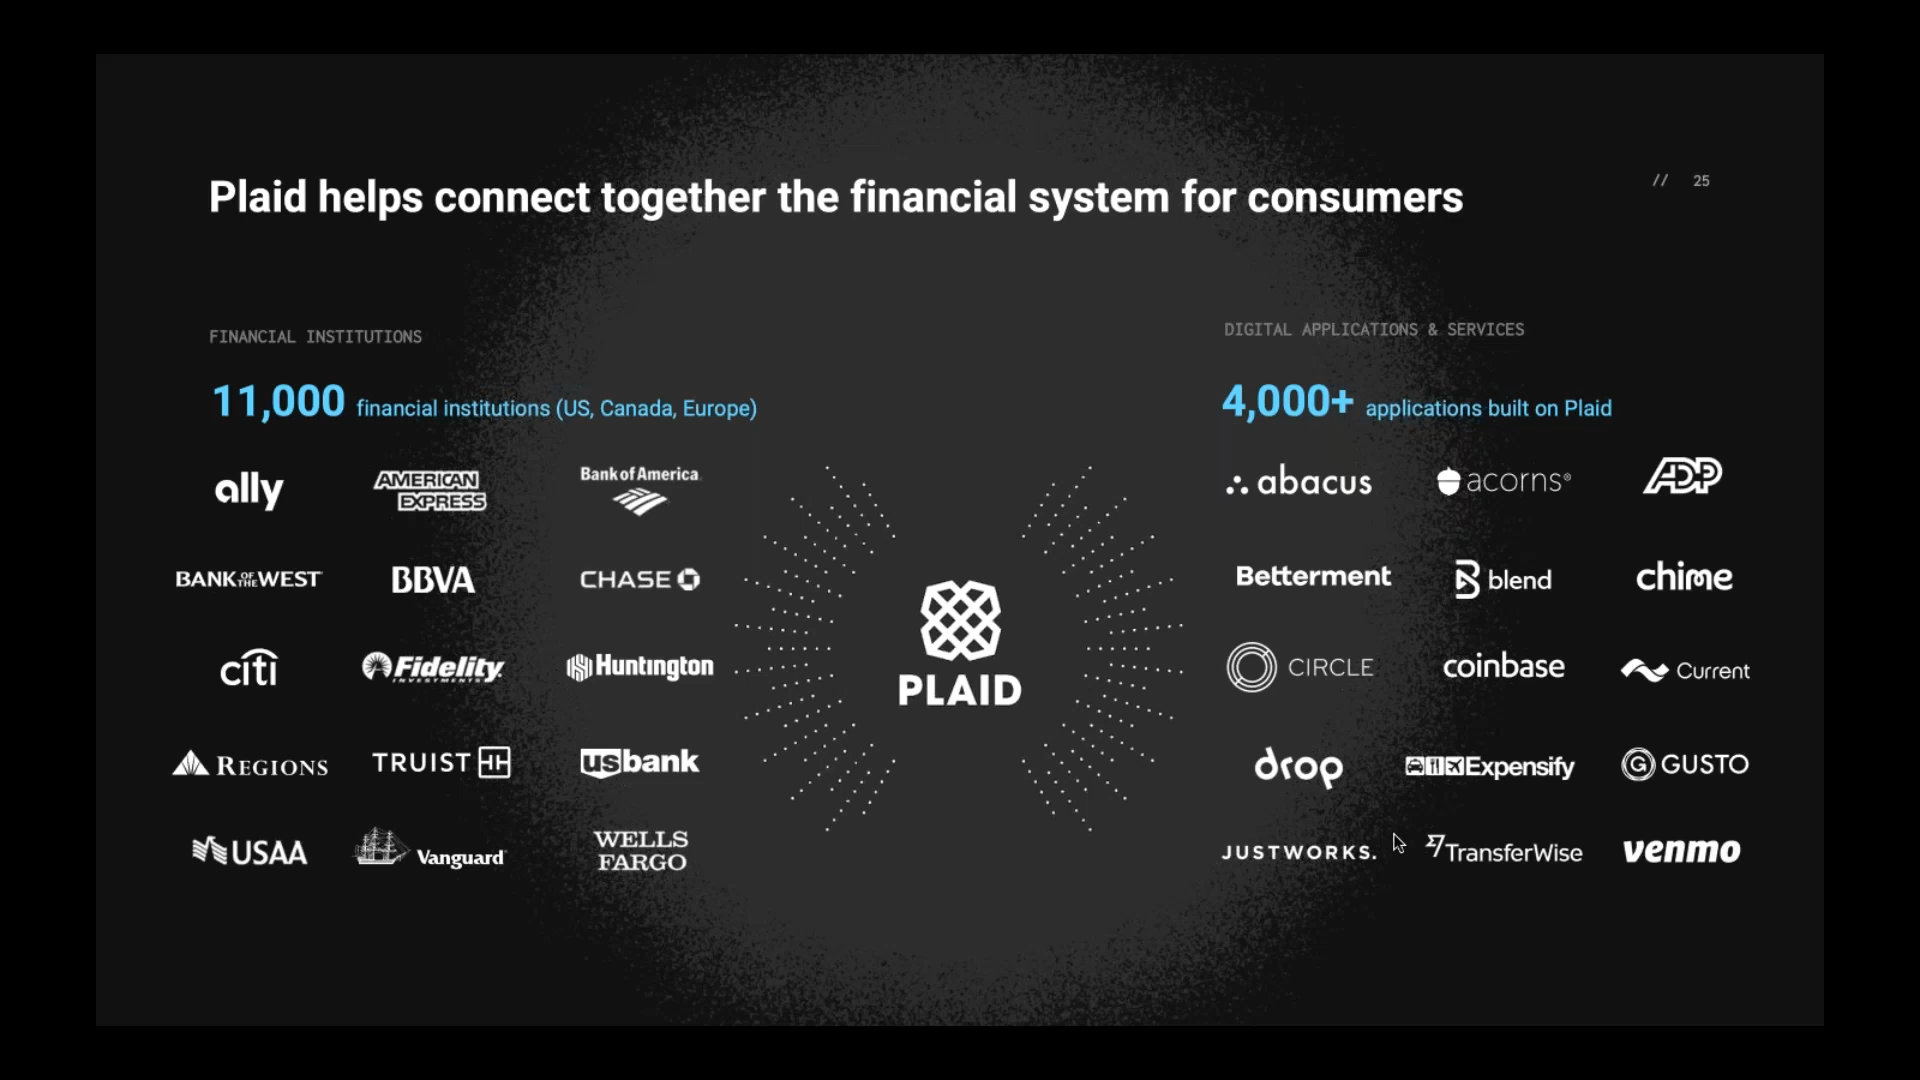 Plaid helps connect together the financial system for consumers
// 25
FINANCIAL INSTITUTIONS
11,000 financial institutions (US, Canada, Europe)
ally
AMERICAN
EXPRESS
Bank of America
BANK OF THE WEST
BBVA
CHASE
citi
Fidelity
INVESTMENTS
Huntington
REGIONS
TRUIST
usbank
USAA
Vanguard
WELLS
FARGO
PLAID
DIGITAL APPLICATIONS & SERVICES
4,000+ applications built on Plaid
abacus
acorns®
ADP
Betterment
blend
chime
CIRCLE
coinbase
Current
drop
Expensify
G GUSTO
JUSTWORKS.
TransferWise
venmo